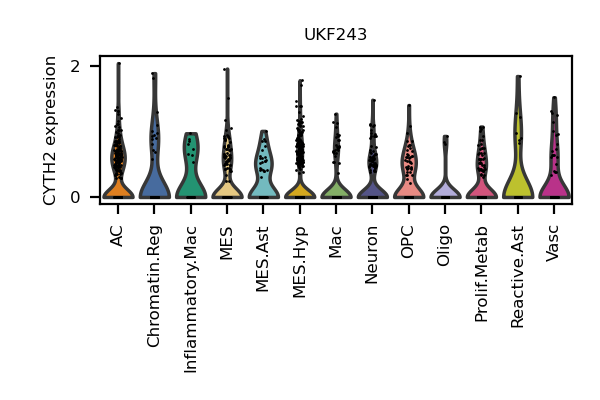 UKF243
CYTH2 expression
2
0
AC
Chromatin.Reg
Inflammatory.Mac
MES
MES.Ast
MES.Hyp
Mac
Neuron
OPC
Oligo
Prolif.Metab
Reactive.Ast
Vasc